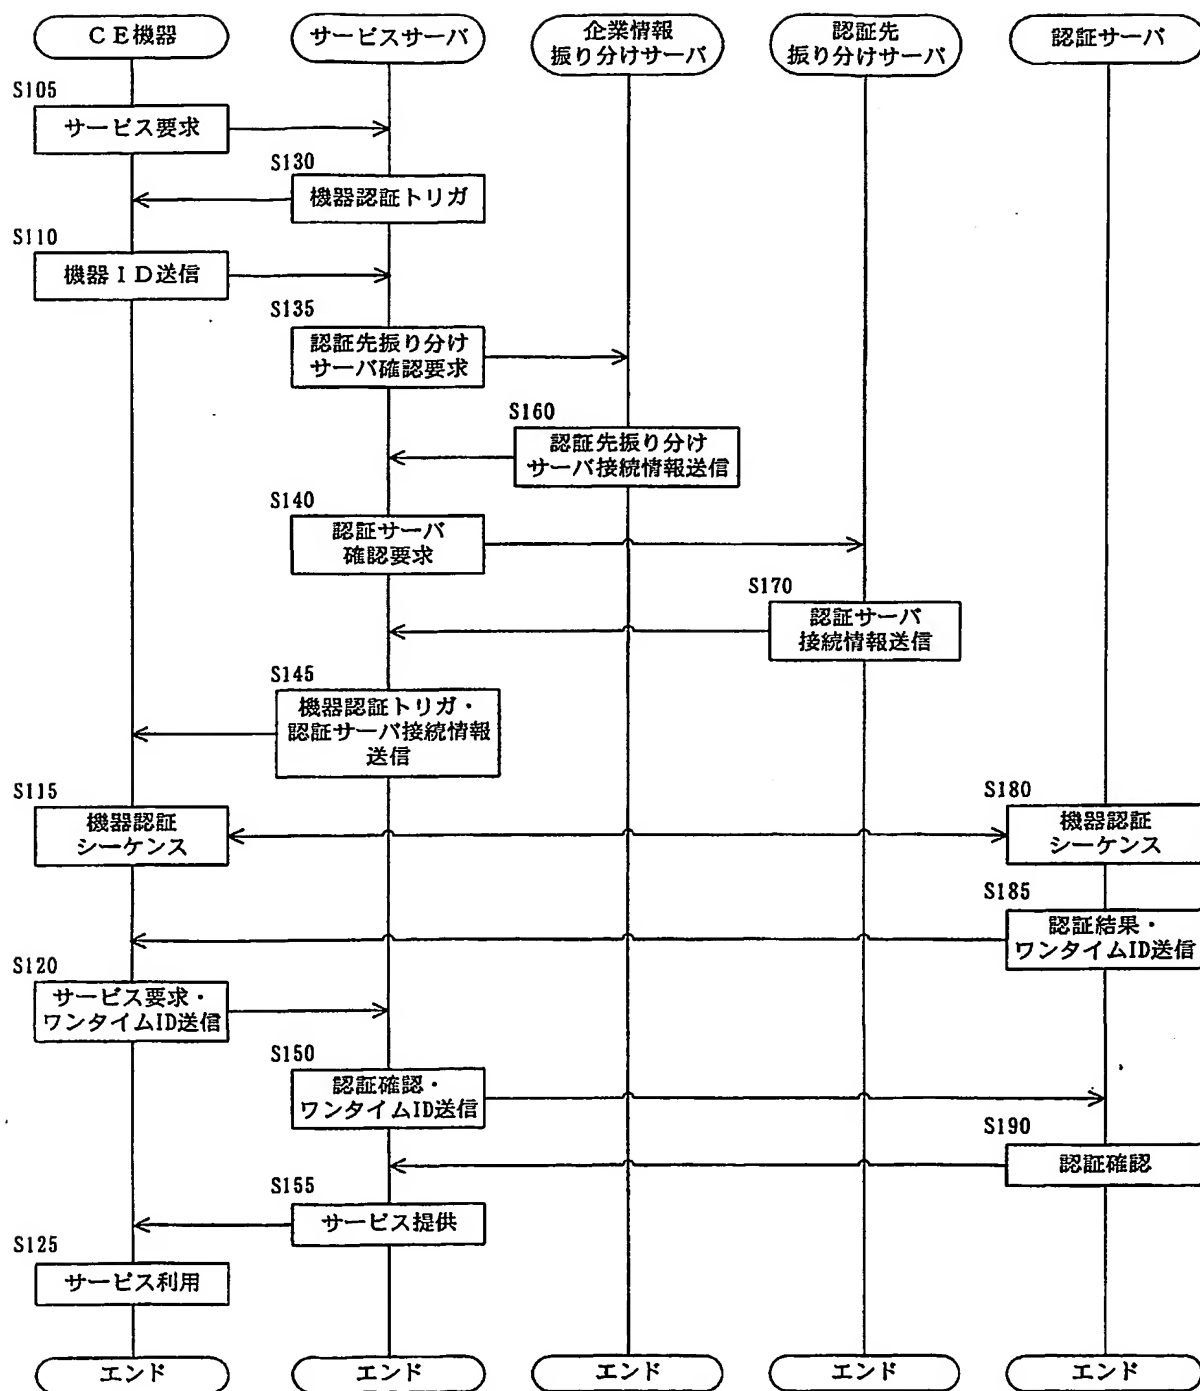 CE機器
サービスサーバ
企業情報
振り分けサーバ
認証先
振り分けサーバ
認証サーバ
S105
サービス要求
S130
機器認証トリガ
S110
機器ID送信
S135
認証先振り分け
サーバ確認要求
S160
認証先振り分け
サーバ接続情報送信
S140
認証サーバ
確認要求
S170
認証サーバ
接続情報送信
S145
機器認証トリガ・
認証サーバ接続情報
送信
S115
機器認証
シーケンス
S180
機器認証
シーケンス
S185
認証結果・
ワンタイムID送信
S120
サービス要求・
ワンタイムID送信
S150
認証確認・
ワンタイムID送信
S190
認証確認
S155
サービス提供
S125
サービス利用
エンド
エンド
エンド
エンド
エンド